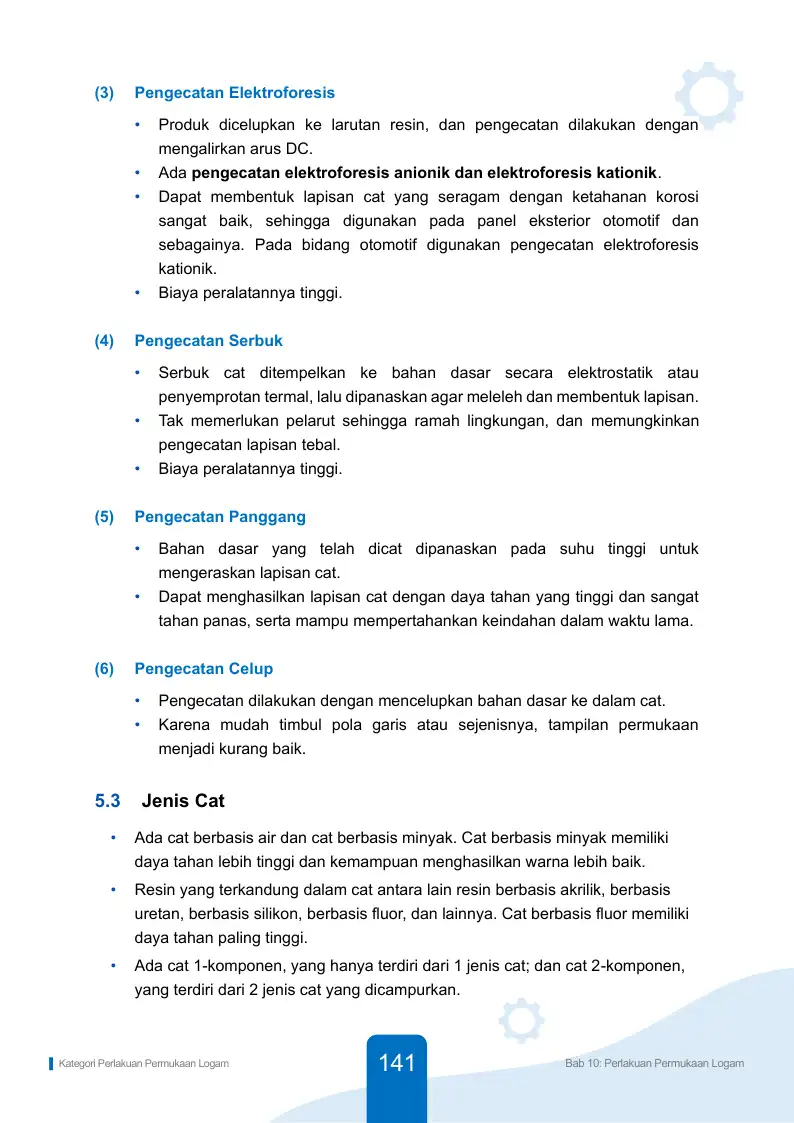 (3) Pengecatan Elektroforesis
• Produk dicelupkan ke larutan resin, dan pengecatan dilakukan dengan
mengalirkan arus DC.
• Ada pengecatan elektroforesis anionik dan elektroforesis kationik.
• Dapat membentuk lapisan cat yang seragam dengan ketahanan korosi
sangat baik, sehingga digunakan pada panel eksterior otomotif dan
sebagainya. Pada bidang otomotif digunakan pengecatan elektroforesis
kationik.
• Biaya peralatannya tinggi.
(4) Pengecatan Serbuk
• Serbuk cat ditempelkan ke bahan dasar secara elektrostatik atau
penyemprotan termal, lalu dipanaskan agar meleleh dan membentuk lapisan.
• Tak memerlukan pelarut sehingga ramah lingkungan, dan memungkinkan
pengecatan lapisan tebal.
• Biaya peralatannya tinggi.
(5) Pengecatan Panggang
• Bahan dasar yang telah dicat dipanaskan pada suhu tinggi untuk
mengeraskan lapisan cat.
• Dapat menghasilkan lapisan cat dengan daya tahan yang tinggi dan sangat
tahan panas, serta mampu mempertahankan keindahan dalam waktu lama.
(6) Pengecatan Celup
• Pengecatan dilakukan dengan mencelupkan bahan dasar ke dalam cat.
• Karena mudah timbul pola garis atau sejenisnya, tampilan permukaan
menjadi kurang baik.
5.3 Jenis Cat
• Ada cat berbasis air dan cat berbasis minyak. Cat berbasis minyak memiliki
daya tahan lebih tinggi dan kemampuan menghasilkan warna lebih baik.
• Resin yang terkandung dalam cat antara lain resin berbasis akrilik, berbasis
uretan, berbasis silikon, berbasis fluor, dan lainnya. Cat berbasis fluor memiliki
daya tahan paling tinggi.
• Ada cat 1-komponen, yang hanya terdiri dari 1 jenis cat; dan cat 2-komponen,
yang terdiri dari 2 jenis cat yang dicampurkan.
Kategori Perlakuan Permukaan Logam
141
Bab 10: Perlakuan Permukaan Logam